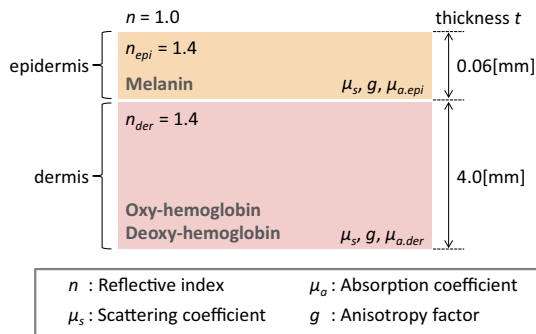 n = 1.0
thickness t
epidermis
n_epi = 1.4
Melanin
μ_s, g, μ_a.epi
0.06[mm]
dermis
n_der = 1.4
Oxy-hemoglobin
Deoxy-hemoglobin
μ_s, g, μ_a.der
4.0[mm]
n : Reflective index
μ_a : Absorption coefficient
μ_s : Scattering coefficient
g : Anisotropy factor